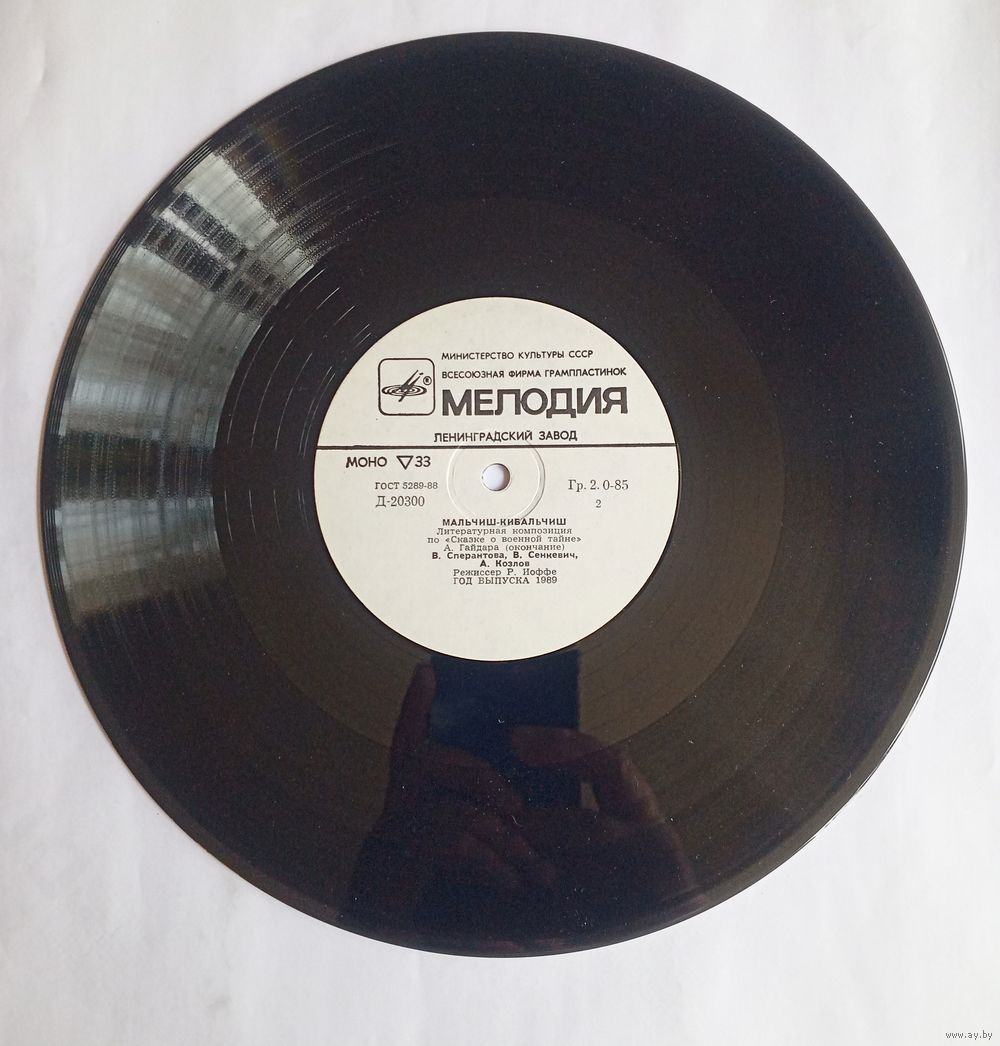 МИНИСТЕРСТВО КУЛЬТУРЫ СССР
ВСЕСОЮЗНАЯ ФИРМА ГРАМПЛАСТИНОК
®
МЕЛОДИЯ
ЛЕНИНГРАДСКИЙ ЗАВОД
МОНО ▽33
ГОСТ 5289-88
Гр. 2. 0-85
Д-20300
2
МАЛЬЧИШ-КИБАЛЬЧИШ
Литературная композиция
по «Сказке о военной тайне»
А. Гайдара (окончание)
В. Сперантова, В. Сенкевич,
А. Козлов
Режиссер Р. Иоффе
ГОД ВЫПУСКА 1989
www.ay.by